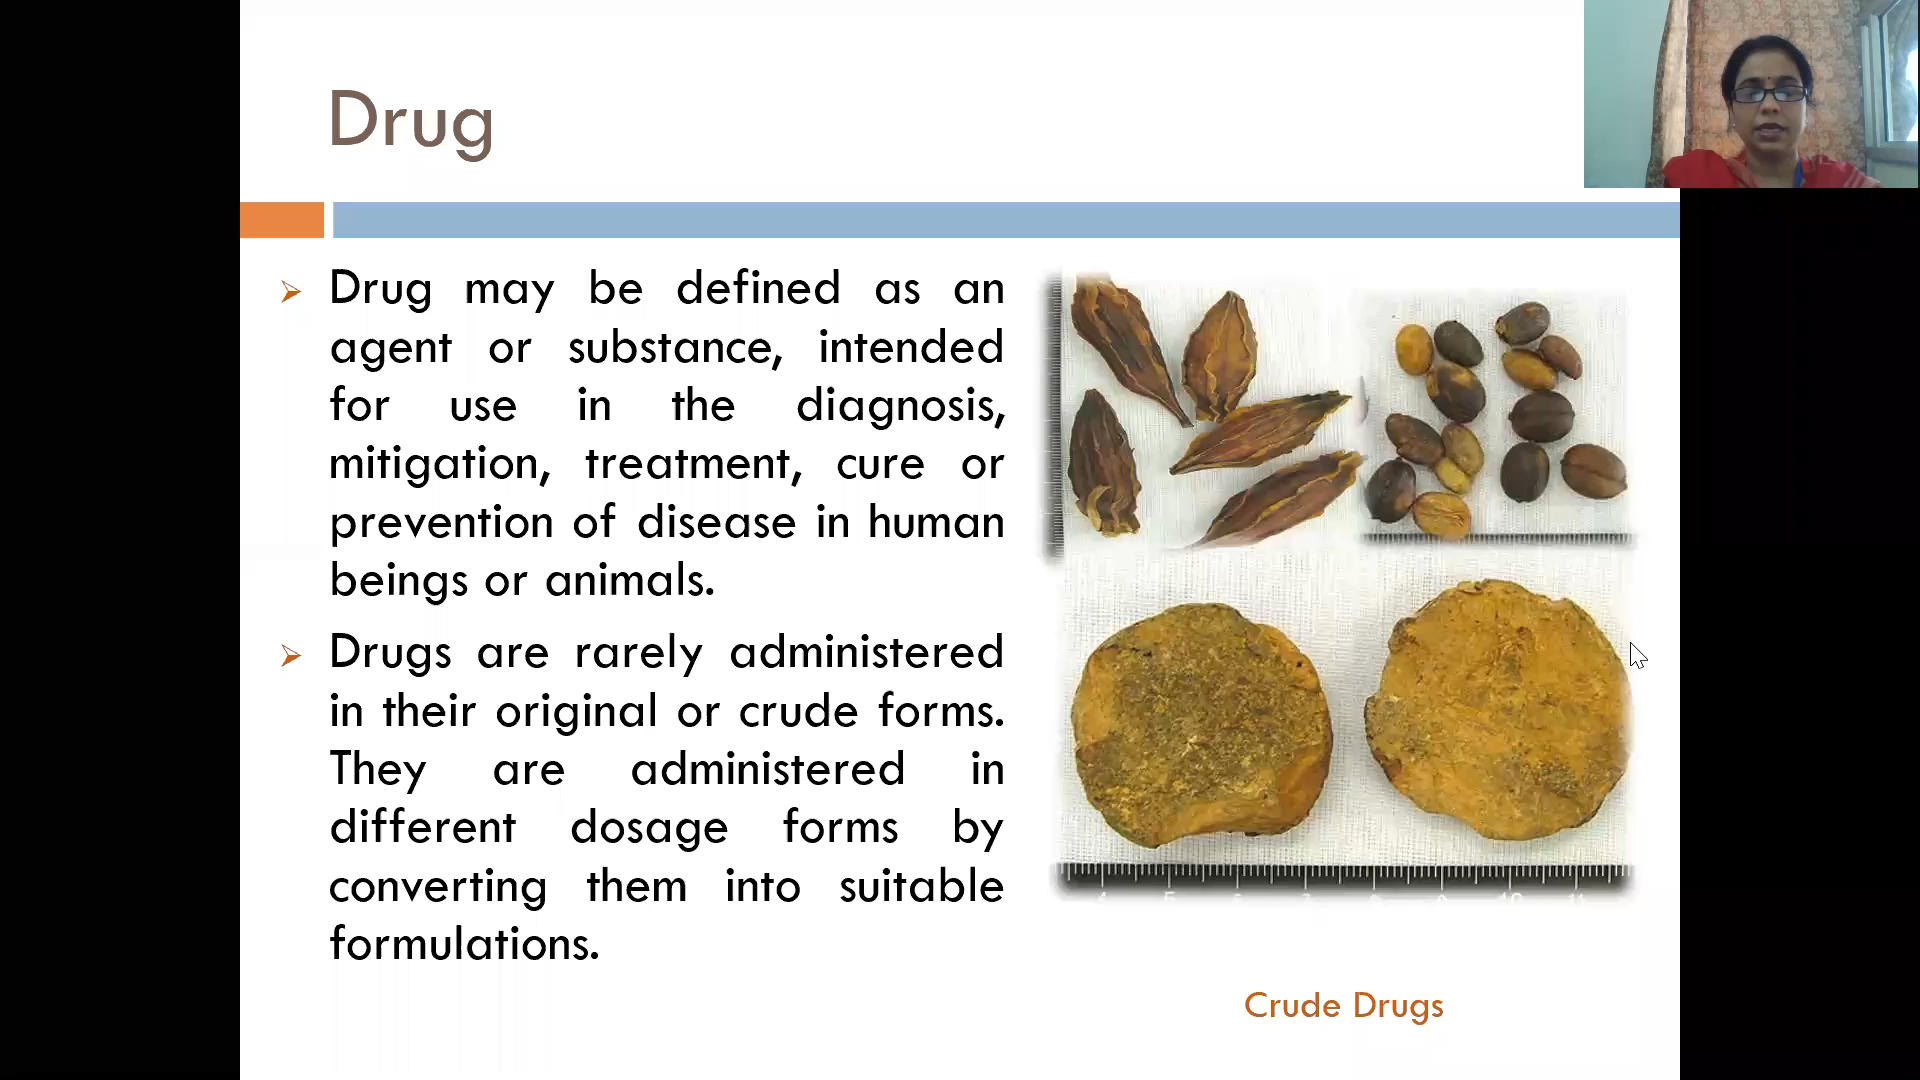 Drug
Drug may be defined as an
agent or substance, intended
for use in the diagnosis,
mitigation, treatment, cure or
prevention of disease in human
beings or animals.
Drugs are rarely administered
in their original or crude forms.
They are administered in
different dosage forms by
converting them into suitable
formulations.
Crude Drugs